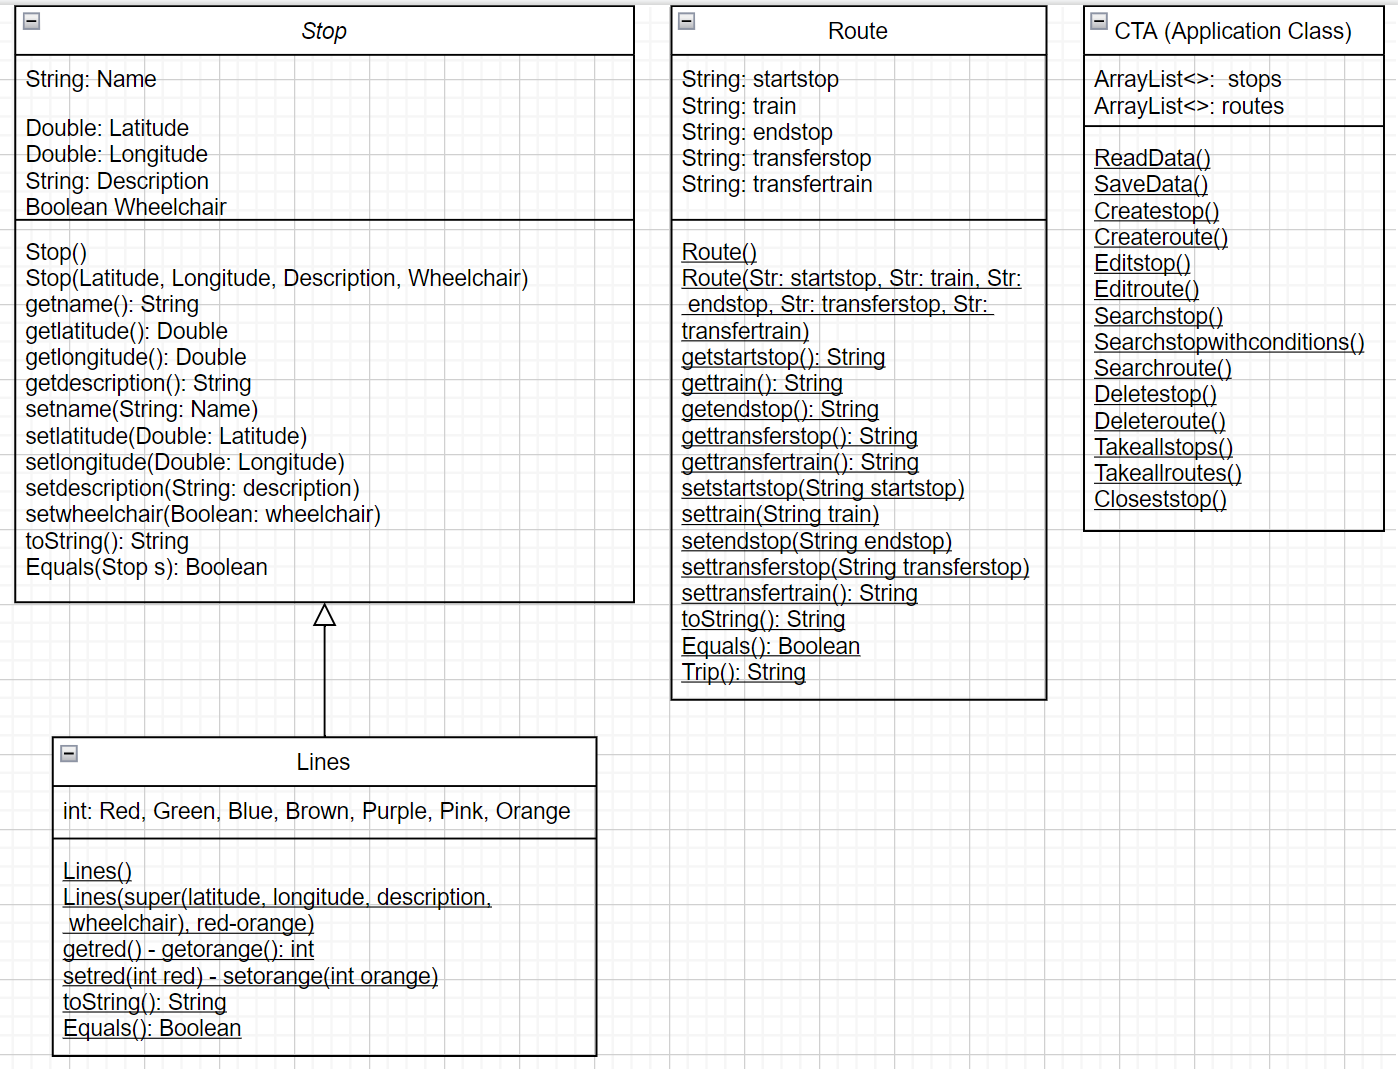 Stop
String: Name
Double: Latitude
Double: Longitude
String: Description
Boolean Wheelchair
Stop()
Stop(Latitude, Longitude, Description, Wheelchair)
getname(): String
getlatitude(): Double
getlongitude(): Double
getdescription(): String
setname(String: Name)
setlatitude(Double: Latitude)
setlongitude(Double: Longitude)
setdescription(String: description)
setwheelchair(Boolean: wheelchair)
toString(): String
Equals(Stop s): Boolean
Lines
int: Red, Green, Blue, Brown, Purple, Pink, Orange
Lines()
Lines(super(latitude, longitude, description,
wheelchair), red-orange)
getred() - getorange(): int
setred(int red) - setorange(int orange)
toString(): String
Equals(): Boolean
Route
String: startstop
String: train
String: endstop
String: transferstop
String: transfertrain
Route()
Route(Str: startstop, Str: train, Str:
endstop, Str: transferstop, Str:
transfertrain)
getstartstop(): String
gettrain(): String
getendstop(): String
gettransferstop(): String
gettransfertrain(): String
setstartstop(String startstop)
settrain(String train)
setendstop(String endstop)
settransferstop(String transferstop)
settransfertrain(): String
toString(): String
Equals(): Boolean
Trip(): String
CTA (Application Class)
ArrayList<>: stops
ArrayList<>: routes
ReadData()
SaveData()
Createstop()
Createroute()
Editstop()
Editroute()
Searchstop()
Searchstopwithconditions()
Searchroute()
Deletestop()
Deleteroute()
Takeallstops()
Takeallroutes()
Closeststop()